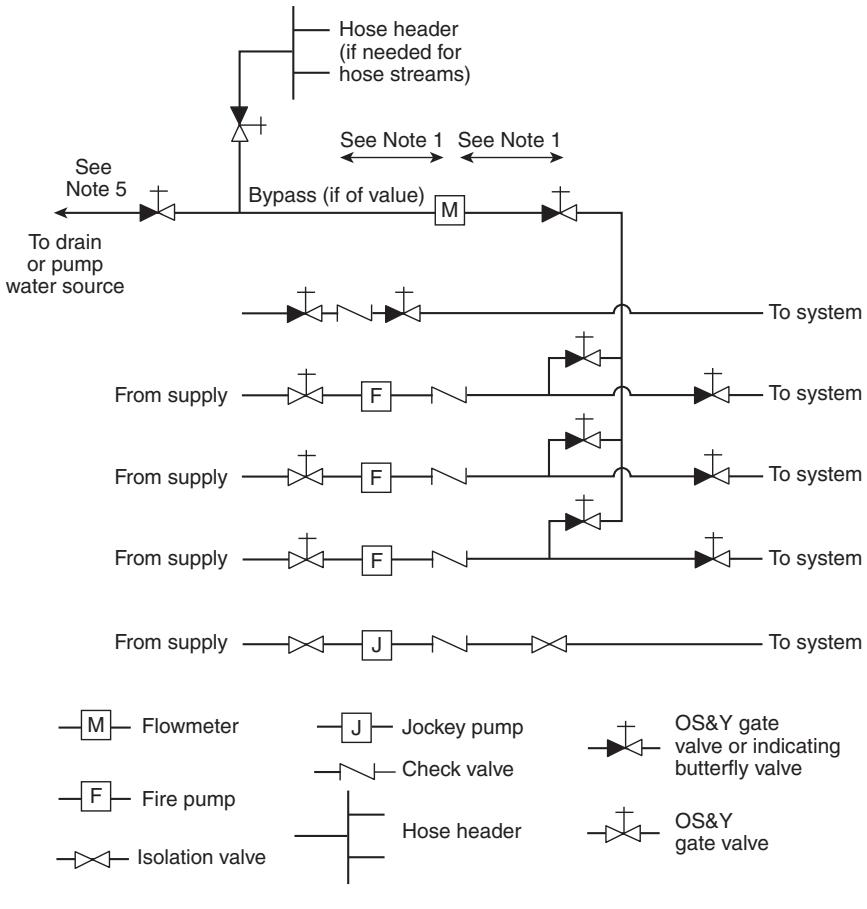 Hose header
(if needed for
hose streams)
See Note 1
See Note 1
See
Note 5
Bypass (if of value)
M
To drain
or pump
water source
To system
From supply
F
To system
From supply
F
To system
From supply
F
To system
From supply
J
To system
M
Flowmeter
J
Jockey pump
OS&Y gate
valve or indicating
butterfly valve
Check valve
F
Fire pump
Hose header
OS&Y
gate valve
Isolation valve